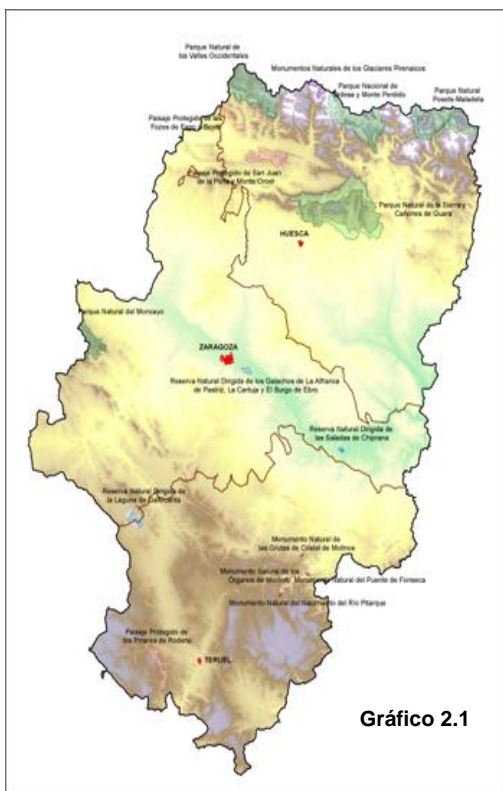 Parque Natural de
los Valles Occidentales
Monumentos Naturales de los Glaciares Pirenaicos
Parque Nacional de
Ordesa y Monte Perdido
Parque Natural
Posets-Maladeta
Paisaje Protegido de las
Fozes de Fago y Biniés
Paisaje Protegido de San Juan
de la Peña y Monte Oroel
Parque Natural de la Sierra y
Cañones de Guara
HUESCA
Parque Natural del Moncayo
ZARAGOZA
Reserva Natural Dirigida de los Galachos de La Alfranca
de Pastriz, La Cartuja y El Burgo de Ebro
Reserva Natural Dirigida de
las Saladas de Chiprana
Reserva Natural Dirigida de
la Laguna de Gallocanta
Monumento Natural de
las Grutas de Cristal de Molinos
Monumento Natural de los
Órganos de Montoro
Monumento Natural del Puente de Fonseca
Monumento Natural del Nacimiento del Río Pitarque
Paisaje Protegido de
los Pinares de Rodeno
TERUEL
Gráfico 2.1